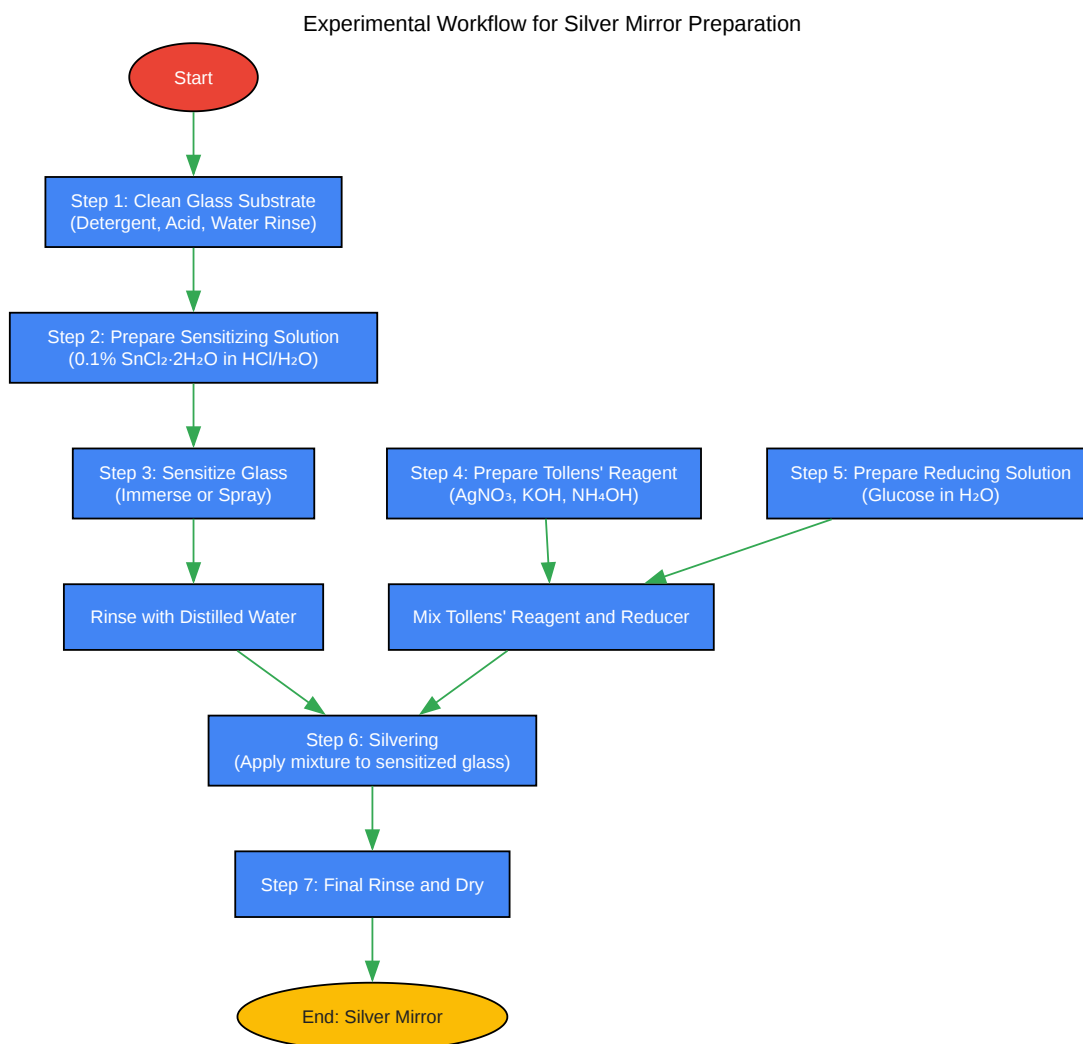 Experimental Workflow for Silver Mirror Preparation
Start
Step 1: Clean Glass Substrate
(Detergent, Acid, Water Rinse)
Step 2: Prepare Sensitizing Solution
(0.1% SnCl₂·2H₂O in HCl/H₂O)
Step 3: Sensitize Glass
(Immerse or Spray)
Step 4: Prepare Tollens' Reagent
(AgNO₃, KOH, NH₄OH)
Step 5: Prepare Reducing Solution
(Glucose in H₂O)
Rinse with Distilled Water
Mix Tollens' Reagent and Reducer
Step 6: Silvering
(Apply mixture to sensitized glass)
Step 7: Final Rinse and Dry
End: Silver Mirror